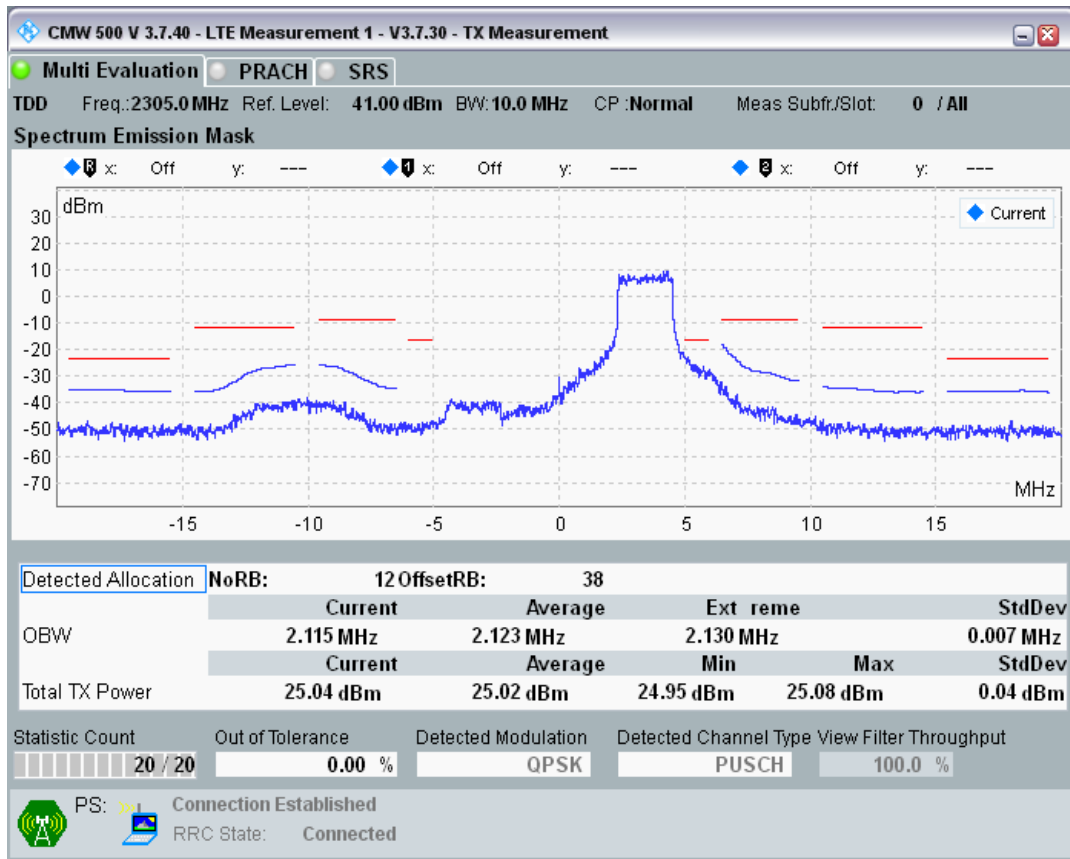 CMW 500 V 3.7.40 - LTE Measurement 1 - V3.7.30 - TX Measurement
Multi Evaluation PRACH SRS
TDD Freq.:2305.0 MHz Ref. Level: 41.00 dBm BW:10.0 MHz CP :Normal Meas Subfr./Slot: 0 / All
Spectrum Emission Mask
R x: Off y: --- 1 x: Off y: --- 2 x: Off y: ---
dBm
Current
30
20
10
0
-10
-20
-30
-40
-50
-60
-70
MHz
-15 -10 -5 0 5 10 15
Detected Allocation NoRB: 12 OffsetRB: 38
Current Average Ext reme StdDev
OBW 2.115 MHz 2.123 MHz 2.130 MHz 0.007 MHz
Current Average Min Max StdDev
Total TX Power 25.04 dBm 25.02 dBm 24.95 dBm 25.08 dBm 0.04 dBm
Statistic Count Out of Tolerance Detected Modulation Detected Channel Type View Filter Throughput
20 / 20 0.00 % QPSK PUSCH 100.0 %
PS: Connection Established
RRC State: Connected